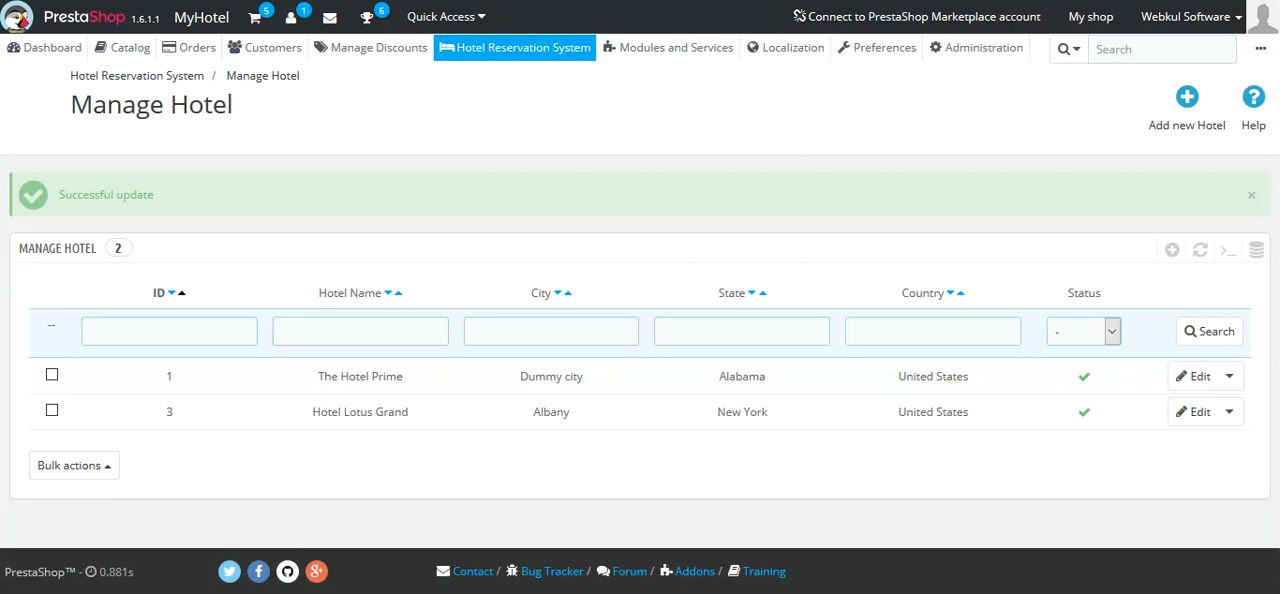 PrestaShop 1.6.1.1 MyHotel 5 1 6 Quick Access Connect to PrestaShop Marketplace account My shop Webkul Software
Dashboard Catalog Orders Customers Manage Discounts Hotel Reservation System Modules and Services Localization Preferences Administration Search
Hotel Reservation System / Manage Hotel
Manage Hotel
Add new Hotel Help
Successful update ×
MANAGE HOTEL 2
ID Hotel Name City State Country Status
-- - Search
1 The Hotel Prime Dummy city Alabama United States Edit
3 Hotel Lotus Grand Albany New York United States Edit
Bulk actions
PrestaShop™ - 0.881s Contact / Bug Tracker / Forum / Addons / Training